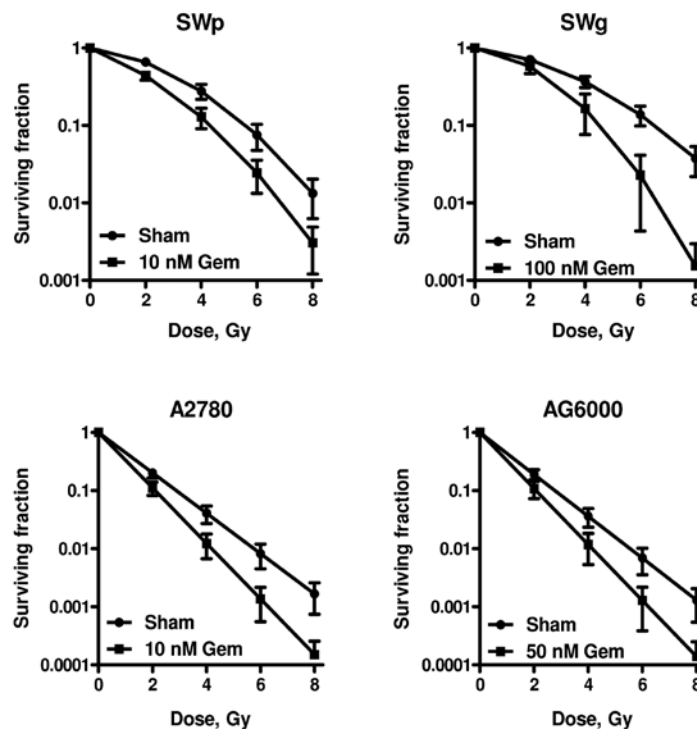 SWp
Surviving fraction
1
0.1
0.01
0.001
Sham
10 nM Gem
0 2 4 6 8
Dose, Gy
SWg
Surviving fraction
1
0.1
0.01
0.001
Sham
100 nM Gem
0 2 4 6 8
Dose, Gy
A2780
Surviving fraction
1
0.1
0.01
0.001
0.0001
Sham
10 nM Gem
0 2 4 6 8
Dose, Gy
AG6000
Surviving fraction
1
0.1
0.01
0.001
0.0001
Sham
50 nM Gem
0 2 4 6 8
Dose, Gy